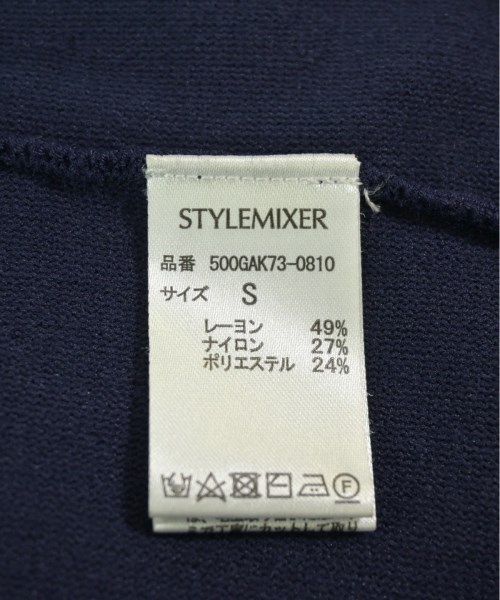 STYLEMIXER
品番 500GAK73-0810
サイズ S
レーヨン 49%
ナイロン 27%
ポリエステル 24%
F